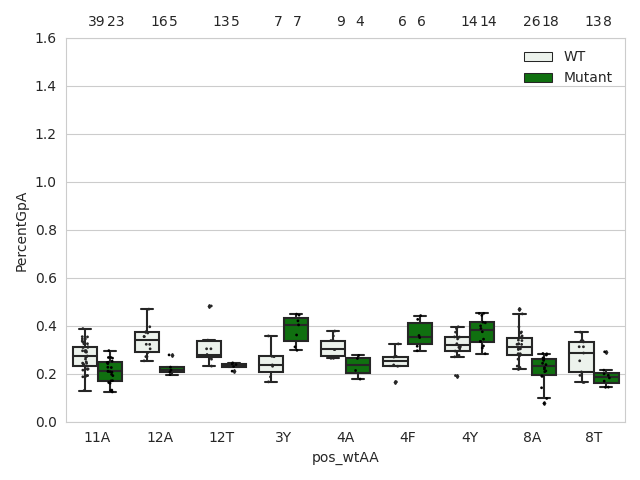 39 23 16 5 13 5 7 7 9 4 6 6 14 14 26 18 13 8
1.6
1.4
1.2
1.0
0.8
0.6
0.4
0.2
0.0
PercentGpA
WT
Mutant
11A 12A 12T 3Y 4A 4F 4Y 8A 8T
pos_wtAA